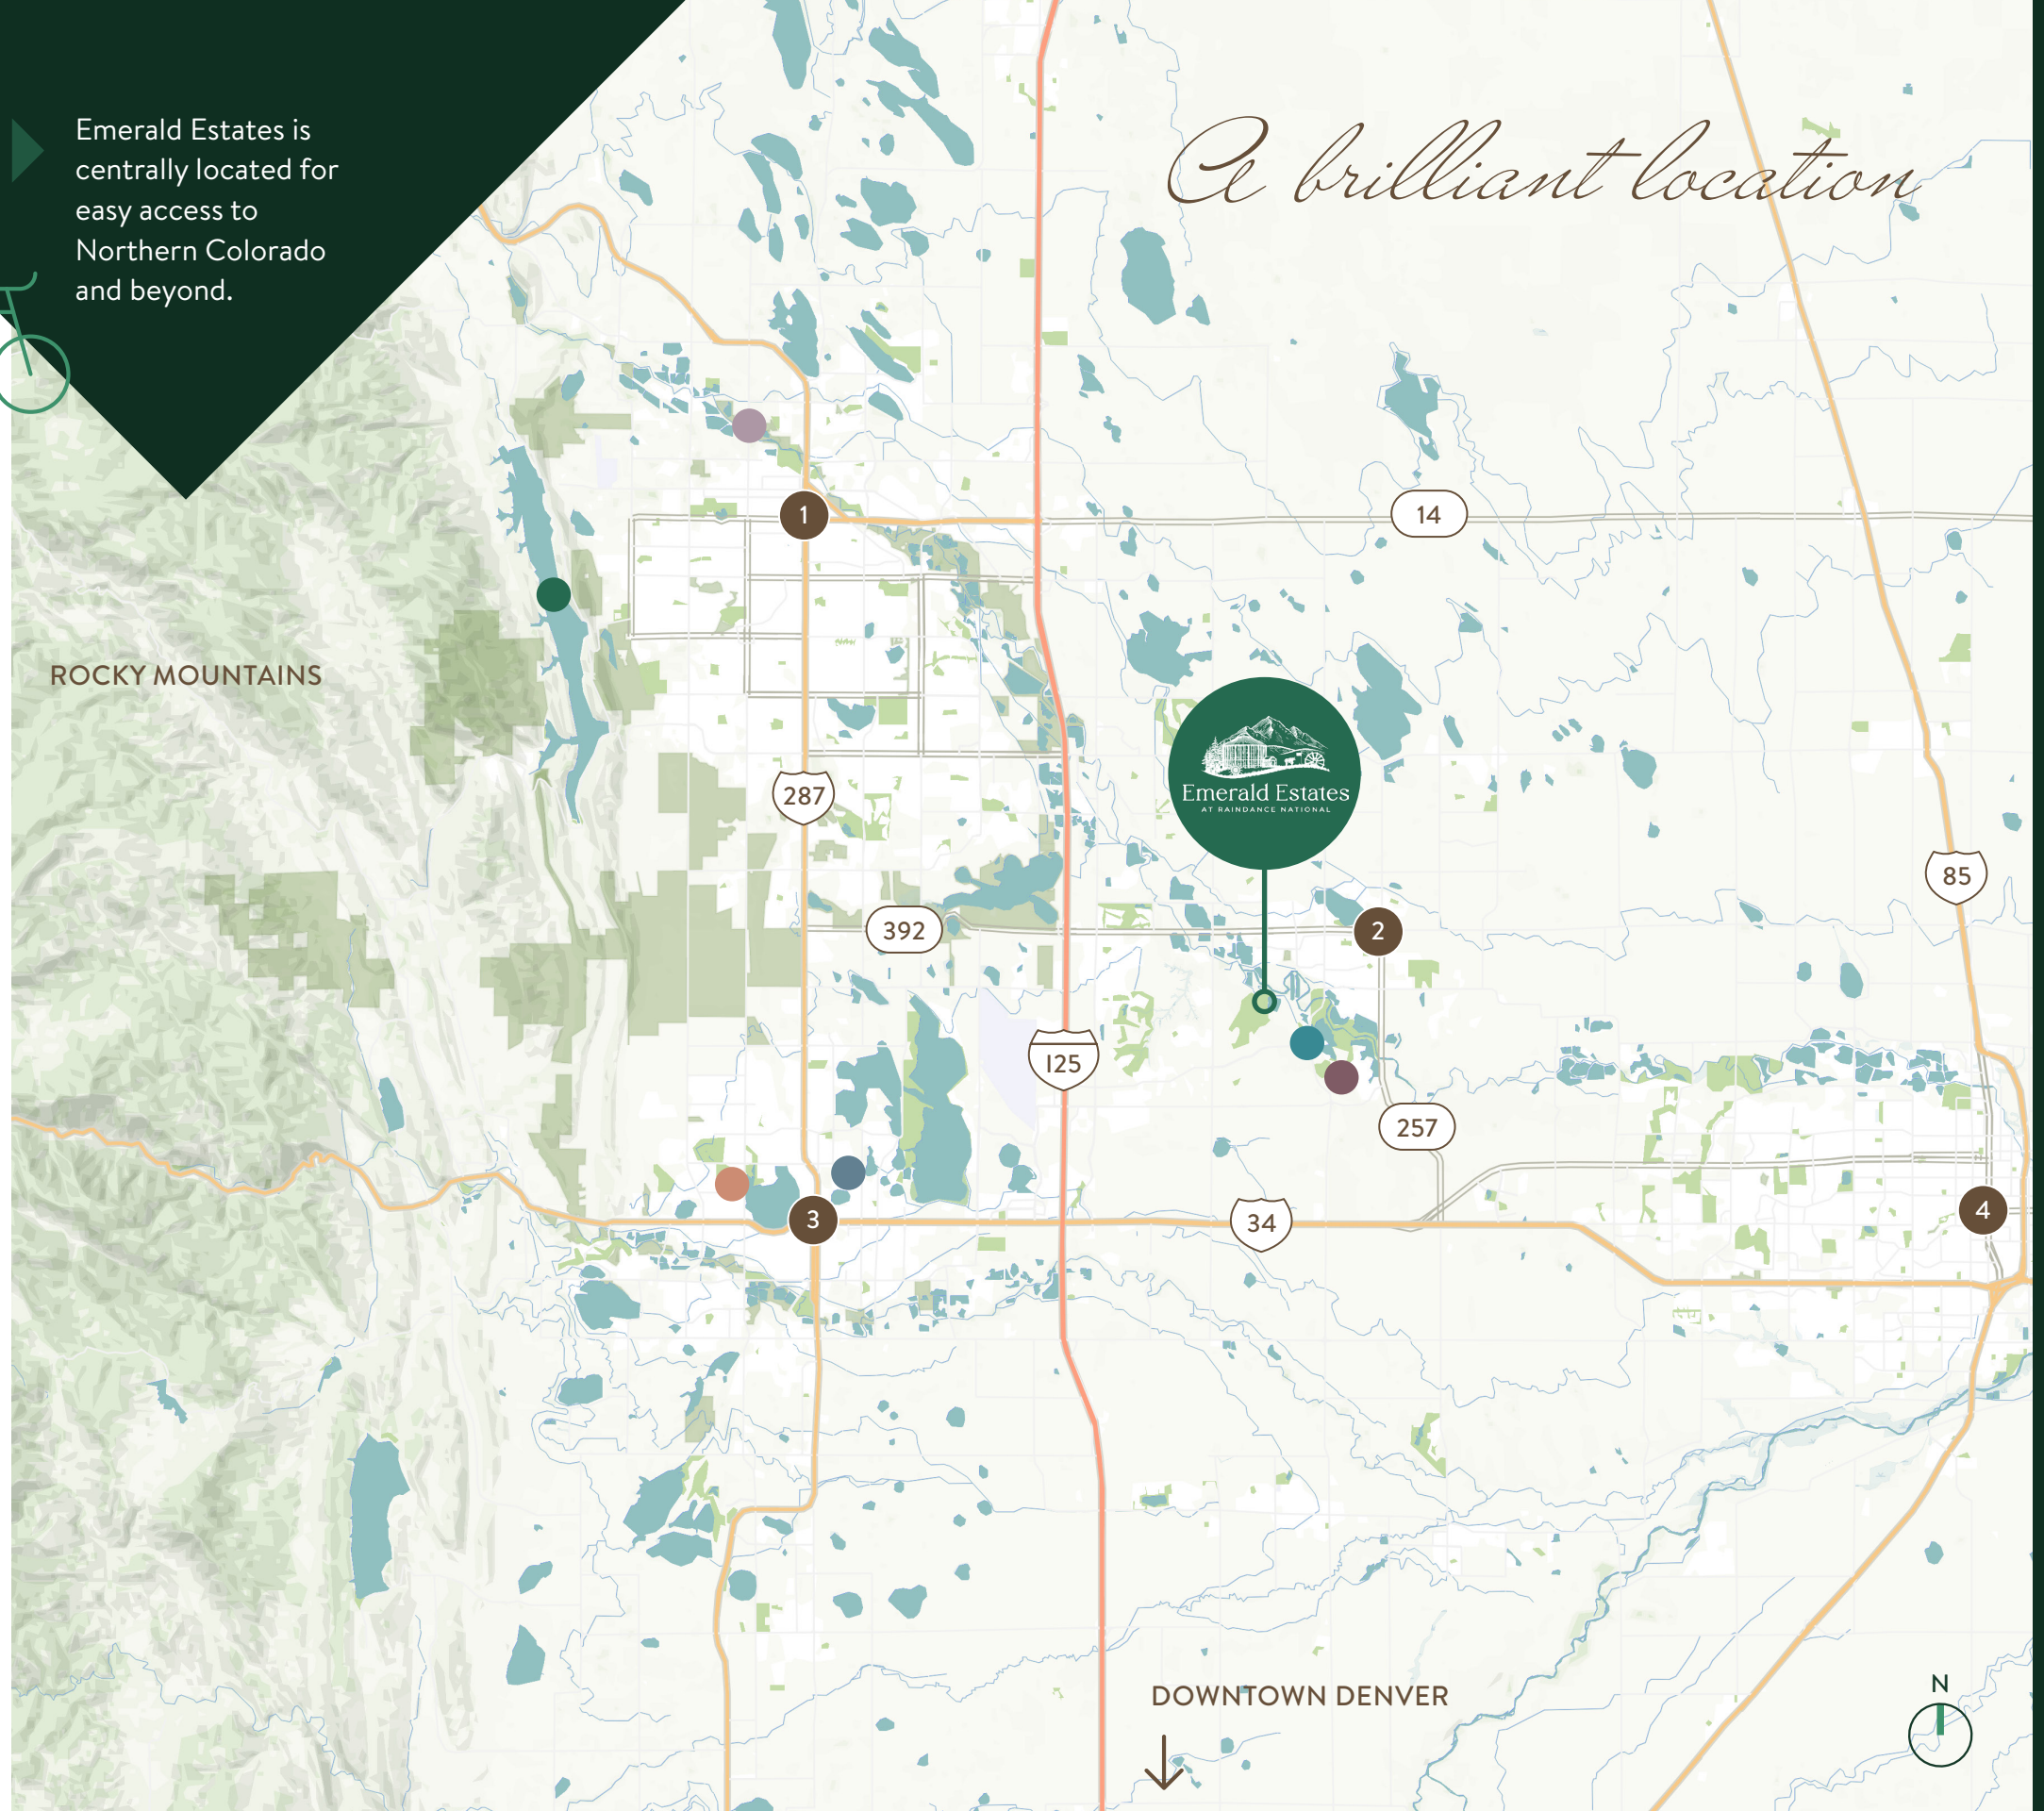 Emerald Estates is
centrally located for
easy access to
Northern Colorado
and beyond.
A brilliant location
1
14
ROCKY MOUNTAINS
287
Emerald Estates
AT RAINDANCE NATIONAL
85
392
2
125
257
3
34
4
DOWNTOWN DENVER
N